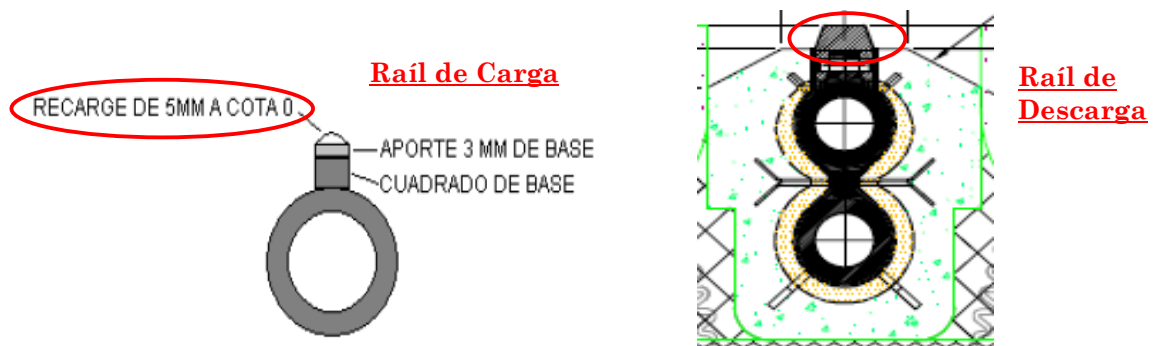 Raíl de Carga
RECARGE DE 5MM A COTA 0
APORTE 3 MM DE BASE
CUADRADO DE BASE
Raíl de
Descarga